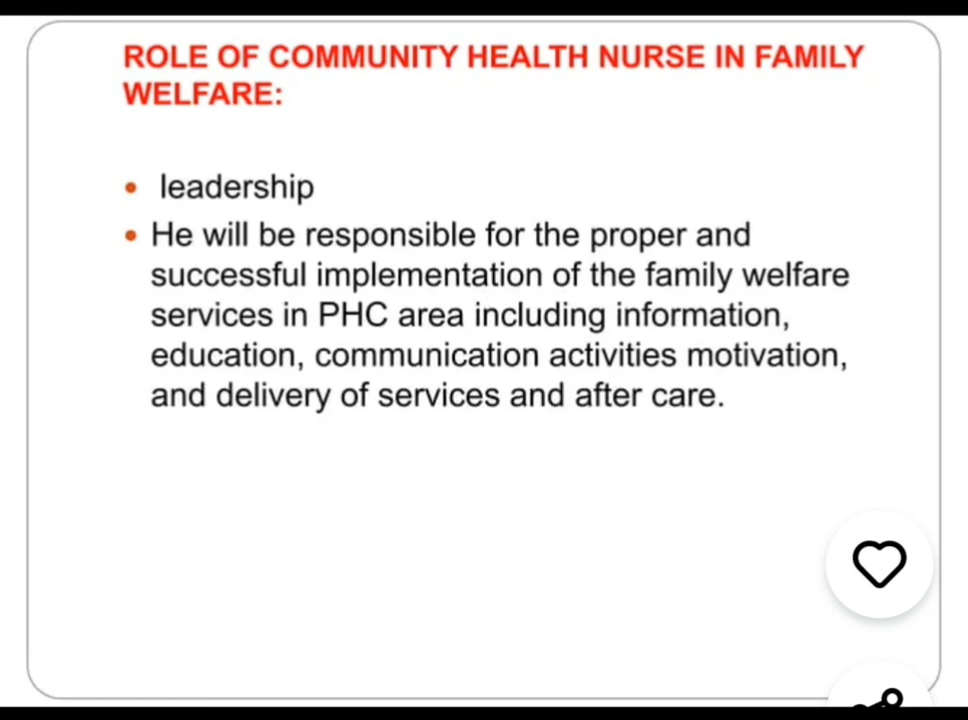 ROLE OF COMMUNITY HEALTH NURSE IN FAMILY
WELFARE:
• leadership
• He will be responsible for the proper and
successful implementation of the family welfare
services in PHC area including information,
education, communication activities motivation,
and delivery of services and after care.